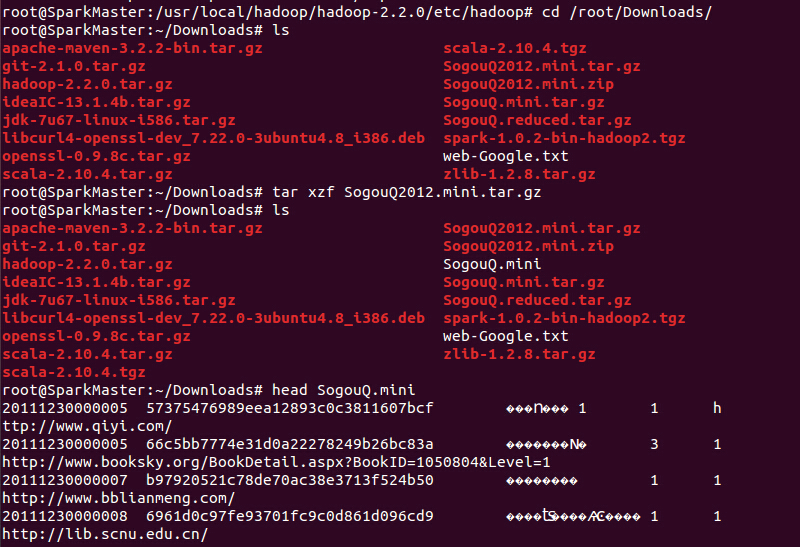 root@SparkMaster:/usr/local/hadoop/hadoop-2.2.0/etc/hadoop# cd /root/Downloads/
root@SparkMaster:~/Downloads# ls
apache-maven-3.2.2-bin.tar.gz scala-2.10.4.tgz
git-2.1.0.tar.gz SogouQ2012.mini.tar.gz
hadoop-2.2.0.tar.gz SogouQ2012.mini.zip
ideaIC-13.1.4b.tar.gz SogouQ.mini.tar.gz
jdk-7u67-linux-i586.tar.gz SogouQ.reduced.tar.gz
libcurl4-openssl-dev_7.22.0-3ubuntu4.8_i386.deb spark-1.0.2-bin-hadoop2.tgz
openssl-0.9.8c.tar.gz web-Google.txt
scala-2.10.4.tar.gz zlib-1.2.8.tar.gz
root@SparkMaster:~/Downloads# tar xzf SogouQ2012.mini.tar.gz
root@SparkMaster:~/Downloads# ls
apache-maven-3.2.2-bin.tar.gz SogouQ2012.mini.tar.gz
git-2.1.0.tar.gz SogouQ2012.mini.zip
hadoop-2.2.0.tar.gz SogouQ.mini
ideaIC-13.1.4b.tar.gz SogouQ.mini.tar.gz
jdk-7u67-linux-i586.tar.gz SogouQ.reduced.tar.gz
libcurl4-openssl-dev_7.22.0-3ubuntu4.8_i386.deb spark-1.0.2-bin-hadoop2.tgz
openssl-0.9.8c.tar.gz web-Google.txt
scala-2.10.4.tar.gz zlib-1.2.8.tar.gz
scala-2.10.4.tgz
root@SparkMaster:~/Downloads# head SogouQ.mini
20111230000005 57375476989eea12893c0c3811607bcf 1 1 h
ttp://www.qiyi.com/
20111230000005 66c5bb7774e31d0a22278249b26bc83a 3 1
http://www.booksky.org/BookDetail.aspx?BookID=1050804&Level=1
20111230000007 b97920521c78de70ac38e3713f524b50 1 1
http://www.bblianmeng.com/
20111230000008 6961d0c97fe93701fc9c0d861d096cd9 1 1
http://lib.scnu.edu.cn/